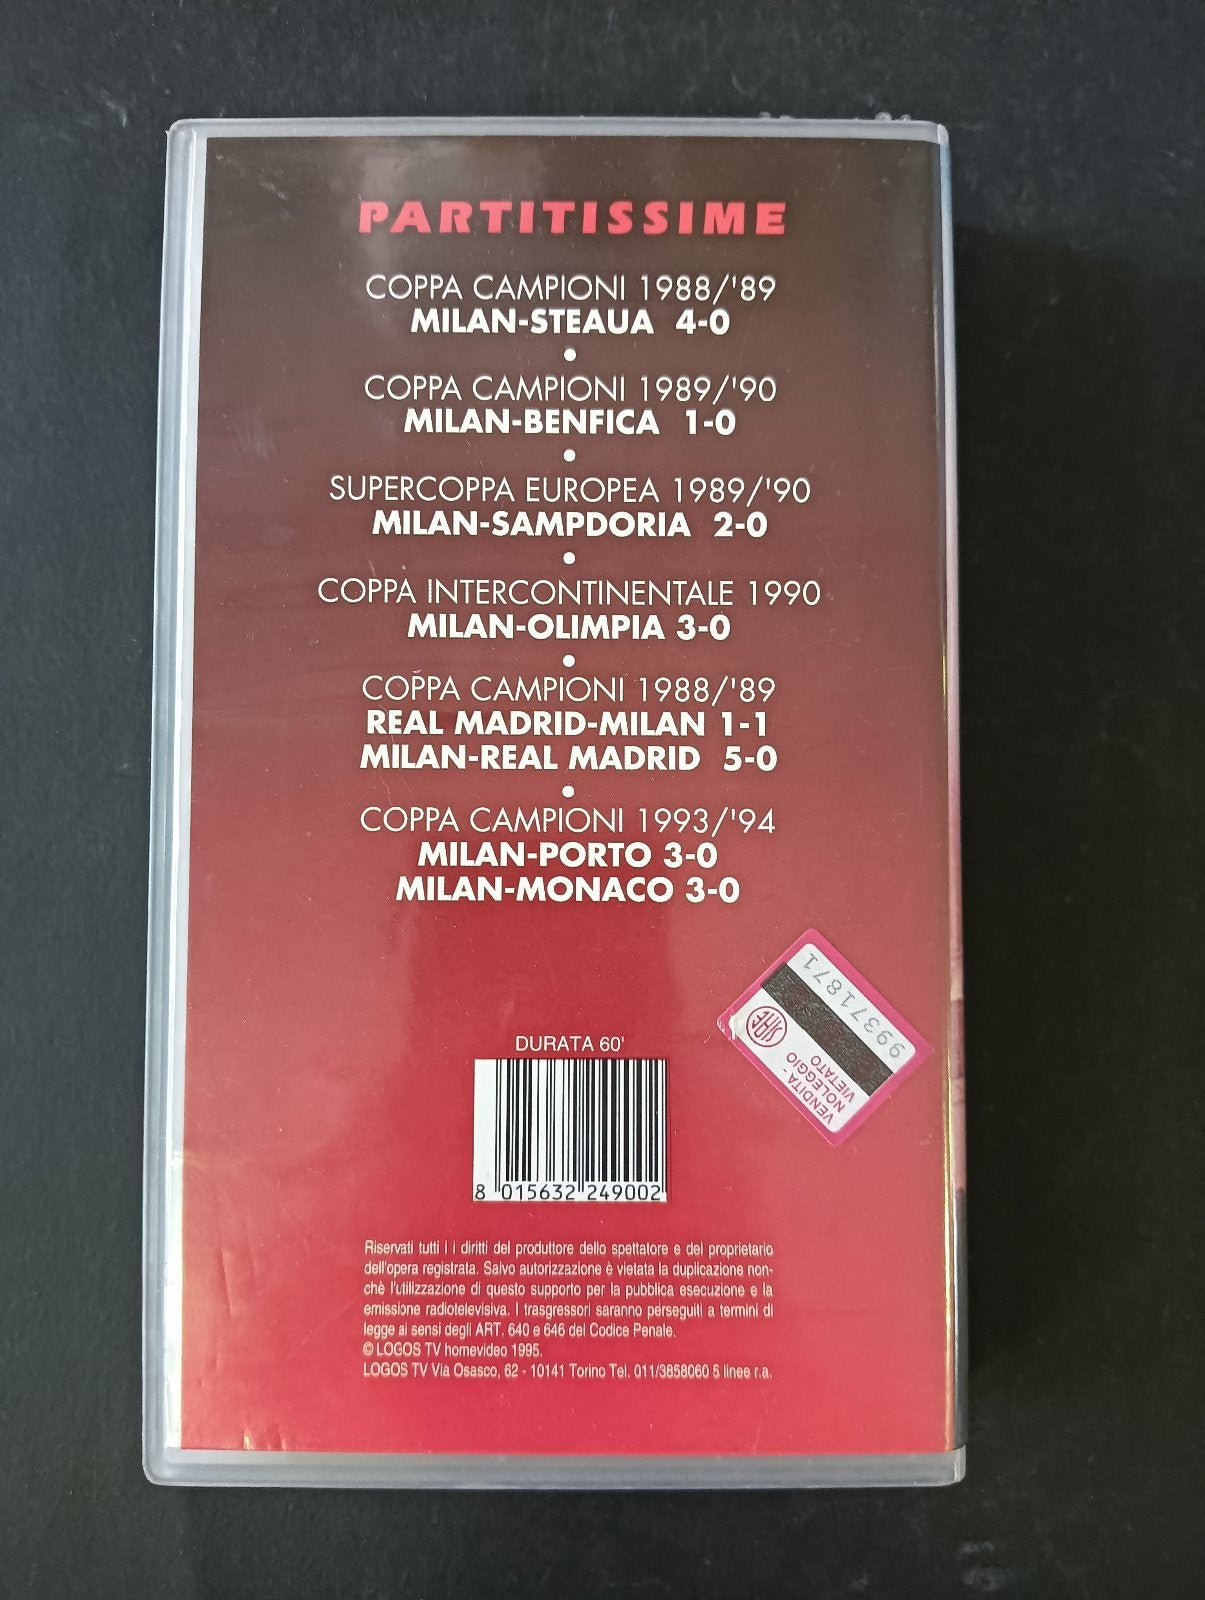 PARTITISSIME
COPPA CAMPIONI 1988/'89
MILAN-STEAUA 4-0
COPPA CAMPIONI 1989/'90
MILAN-BENFICA 1-0
SUPERCOPPA EUROPEA 1989/'90
MILAN-SAMPDORIA 2-0
COPPA INTERCONTINENTALE 1990
MILAN-OLIMPIA 3-0
COPPA CAMPIONI 1988/'89
REAL MADRID-MILAN 1-1
MILAN-REAL MADRID 5-0
COPPA CAMPIONI 1993/'94
MILAN-PORTO 3-0
MILAN-MONACO 3-0
99371871
SIAE
VENDITA -
NOLEGGIO
VIETATO
DURATA 60'
8 015632 249002
Riservati tutti i i diritti del produttore dello spettatore e del proprietario
dell'opera registrata. Salvo autorizzazione è vietata la duplicazione non-
chè l'utilizzazione di questo supporto per la pubblica esecuzione e la
emissione radiotelevisiva. I trasgressori saranno perseguiti a termini di
legge ai sensi degli ART. 640 e 646 del Codice Penale.
© LOGOS TV homevideo 1995.
LOGOS TV Via Osasco, 62 - 10141 Torino Tel. 011/3858060 5 linee r.a.